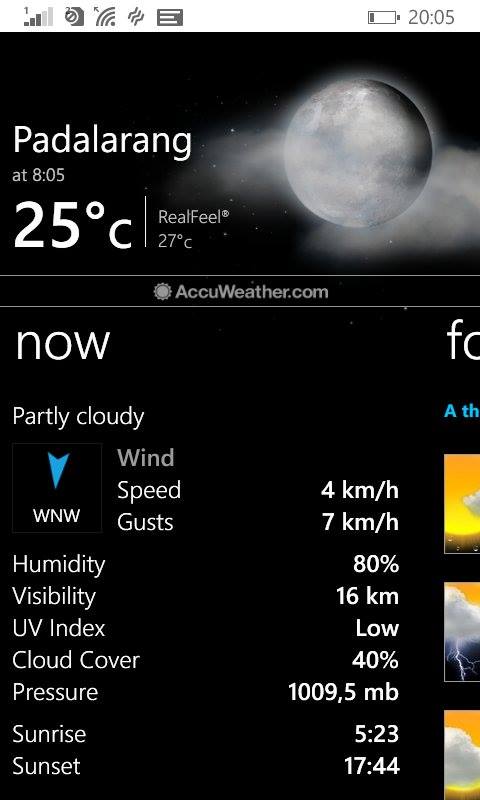 1
20:05
Padalarang
at 8:05
25°c
RealFeel®
27°c
AccuWeather.com
now
fo
Partly cloudy
A th
Wind
Speed 4 km/h
WNW
Gusts 7 km/h
Humidity 80%
Visibility 16 km
UV Index Low
Cloud Cover 40%
Pressure 1009,5 mb
Sunrise 5:23
Sunset 17:44